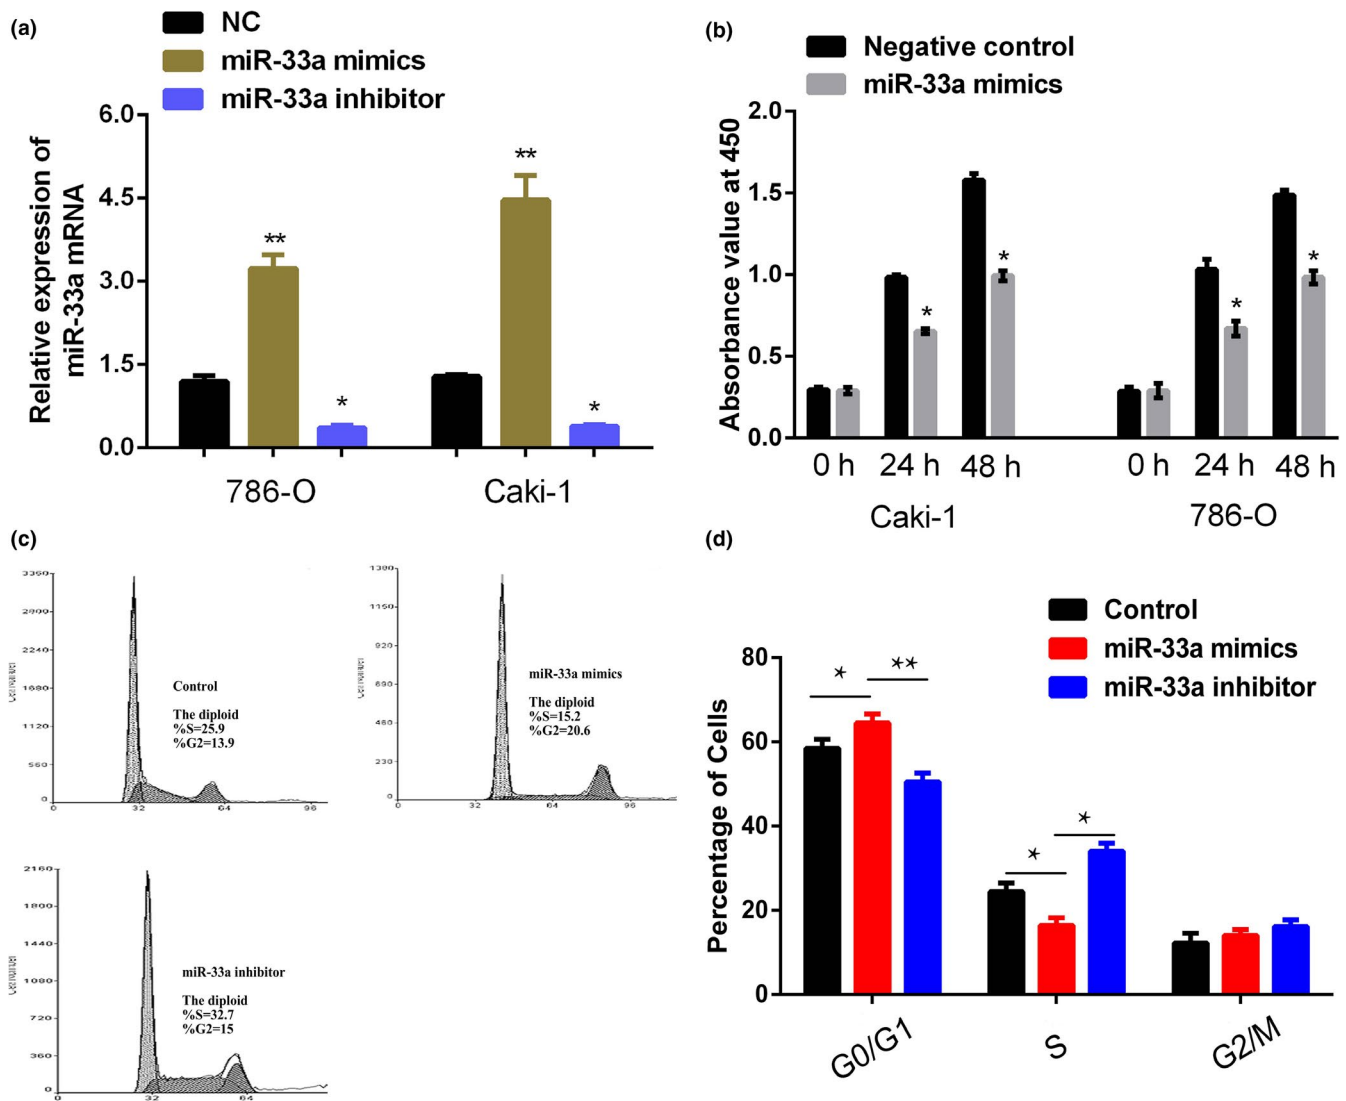 (a)
NC
miR-33a mimics
miR-33a inhibitor
Relative expression of
miR-33a mRNA
6.0
4.5
3.0
1.5
0.0
**
*
**
*
786-O
Caki-1
(b)
Negative control
miR-33a mimics
Absorbance value at 450
2.0
1.5
1.0
0.5
0.0
*
*
*
*
0 h
24 h
48 h
0 h
24 h
48 h
Caki-1
786-O
(c)
3360
2800
2240
1680
1120
560
0
0
32
64
96
Control
The diploid
%S=25.9
%G2=13.9
1380
1150
920
690
460
230
0
0
32
64
96
miR-33a mimics
The diploid
%S=15.2
%G2=20.6
2160
1800
1440
1080
720
360
0
0
32
64
miR-33a inhibitor
The diploid
%S=32.7
%G2=15
(d)
Control
miR-33a mimics
miR-33a inhibitor
Percentage of Cells
80
60
40
20
0
*
**
*
*
G0/G1
S
G2/M